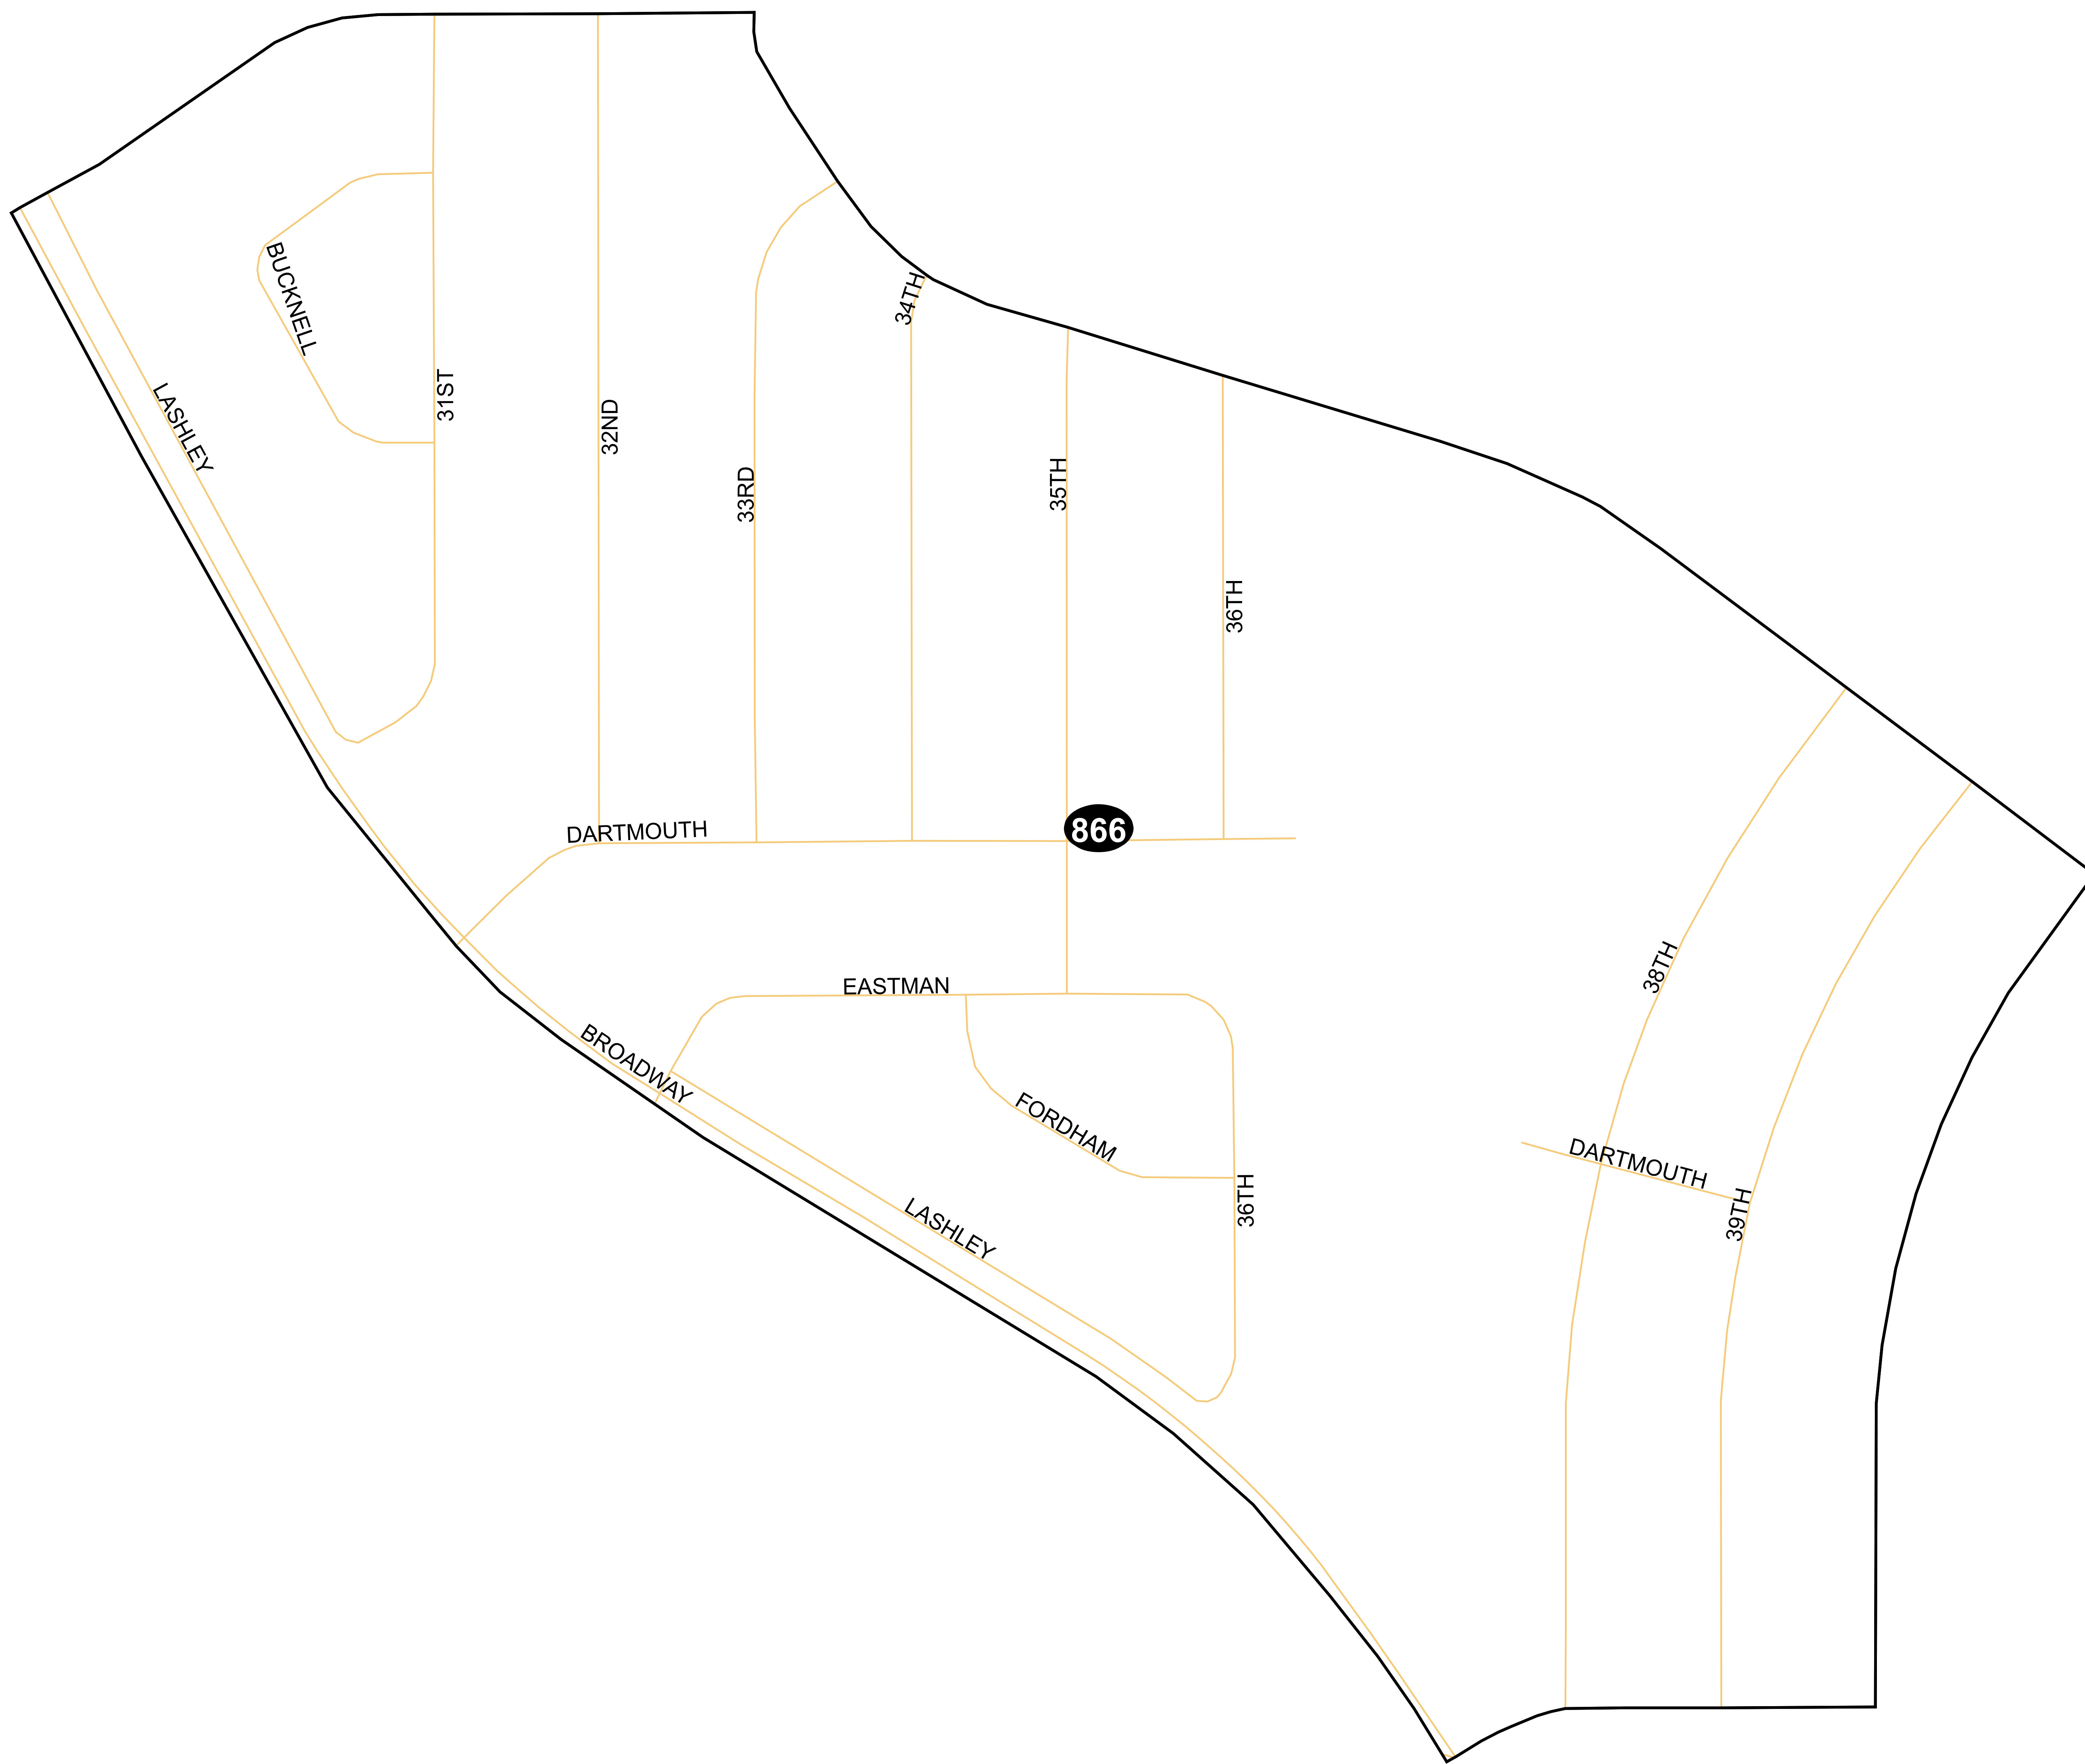 BUCKNELL
34TH
31ST
LASHLEY
32ND
33RD
35TH
36TH
DARTMOUTH
866
38TH
EASTMAN
BROADWAY
FORDHAM
DARTMOUTH
36TH
39TH
LASHLEY